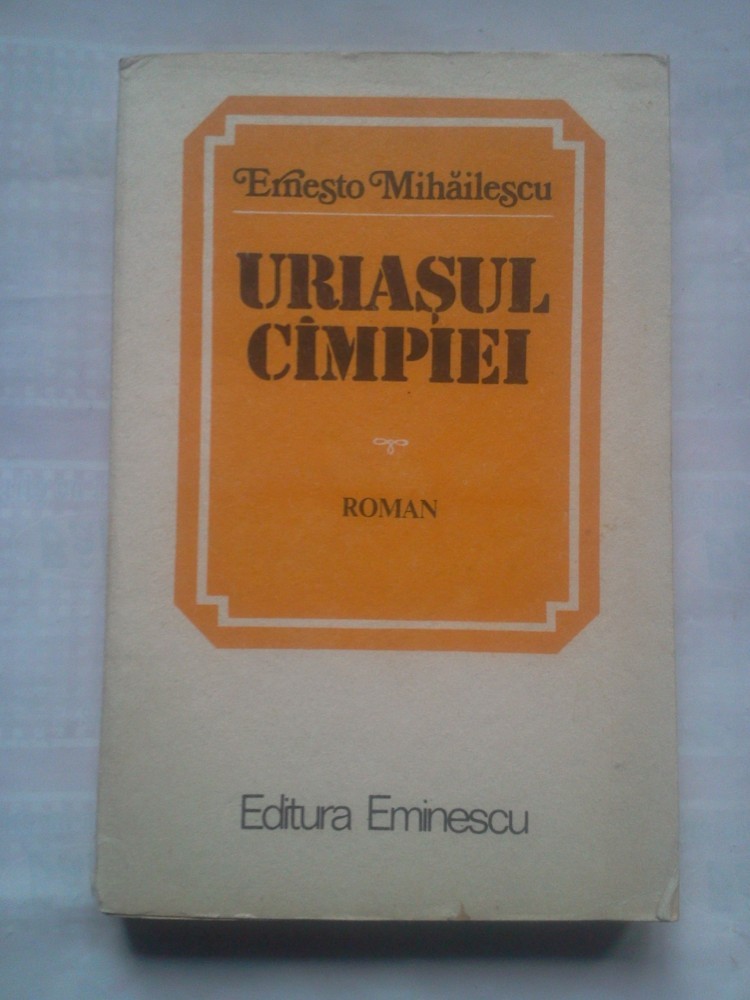 Ernesto Mihăilescu
URIAȘUL
CÎMPIEI
ROMAN
Editura Eminescu